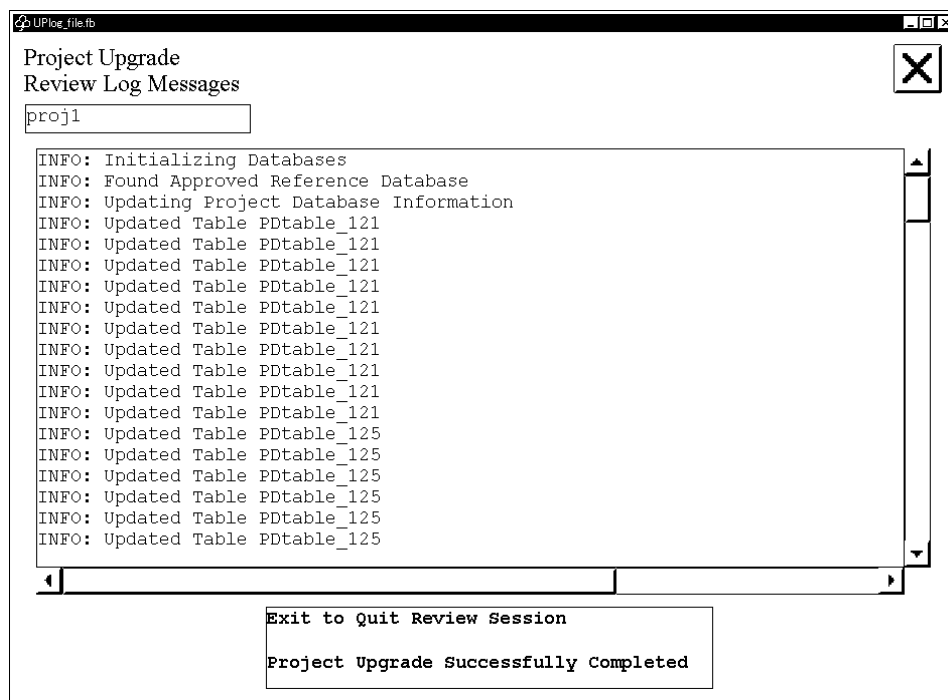 UPlog_file.fb
Project Upgrade
Review Log Messages
proj1
INFO: Initializing Databases
INFO: Found Approved Reference Database
INFO: Updating Project Database Information
INFO: Updated Table PDtable_121
INFO: Updated Table PDtable_121
INFO: Updated Table PDtable_121
INFO: Updated Table PDtable_121
INFO: Updated Table PDtable_121
INFO: Updated Table PDtable_121
INFO: Updated Table PDtable_121
INFO: Updated Table PDtable_121
INFO: Updated Table PDtable_121
INFO: Updated Table PDtable_121
INFO: Updated Table PDtable_125
INFO: Updated Table PDtable_125
INFO: Updated Table PDtable_125
INFO: Updated Table PDtable_125
INFO: Updated Table PDtable_125
INFO: Updated Table PDtable_125
Exit to Quit Review Session
Project Upgrade Successfully Completed